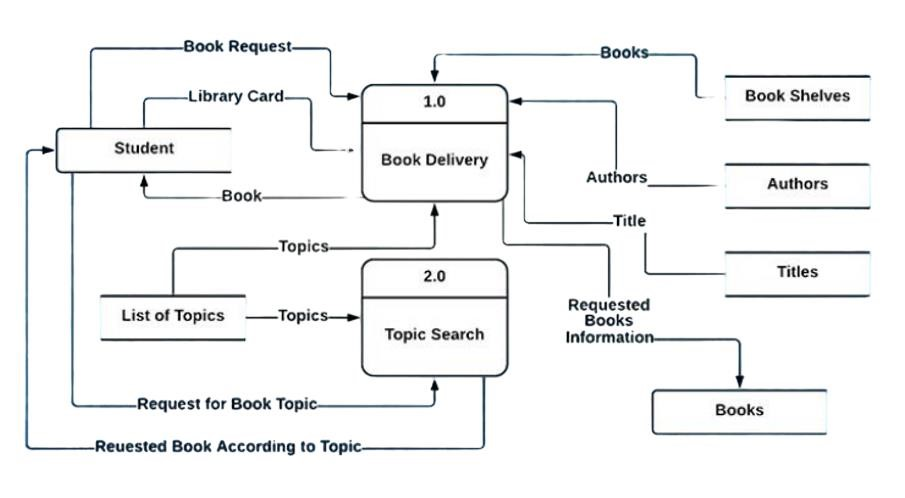 Book Request
Books
Library Card
1.0
Book Shelves
Student
Book Delivery
Authors
Authors
Book
Title
Topics
2.0
Titles
List of Topics
Topics
Topic Search
Requested
Books
Information
Request for Book Topic
Books
Reuested Book According to Topic